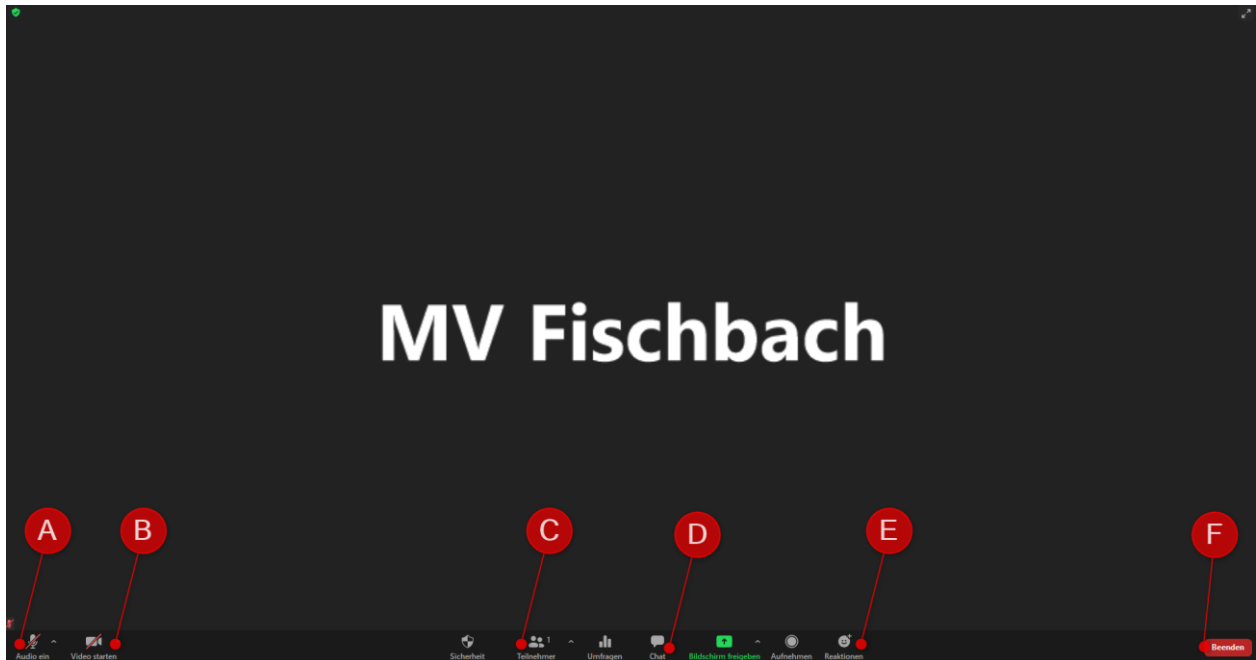 MV Fischbach
A
B
C
D
E
F
Audio ein
Video starten
Sicherheit
1
Teilnehmer
Umfragen
Chat
Bildschirm freigeben
Aufnehmen
Reaktionen
Beenden